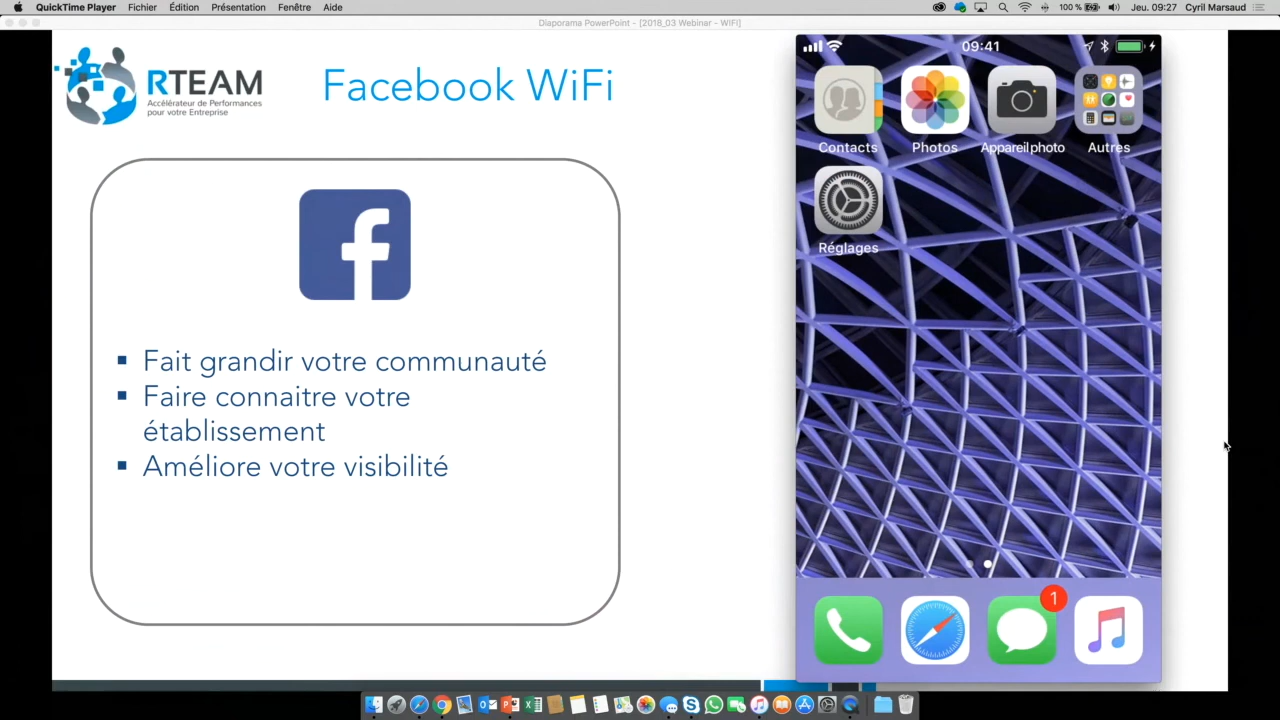 QuickTime Player Fichier Édition Présentation Fenêtre Aide 100 % Jeu. 09:27 Cyril Marsaud
Diaporama PowerPoint - [2018_03 Webinar - WIFI]
RTEAM
Accélérateur de Performances
pour votre Entreprise
Facebook WiFi
f
▪ Fait grandir votre communauté
▪ Faire connaitre votre
établissement
▪ Améliore votre visibilité
09:41
Contacts Photos Appareil photo Autres
Réglages
1